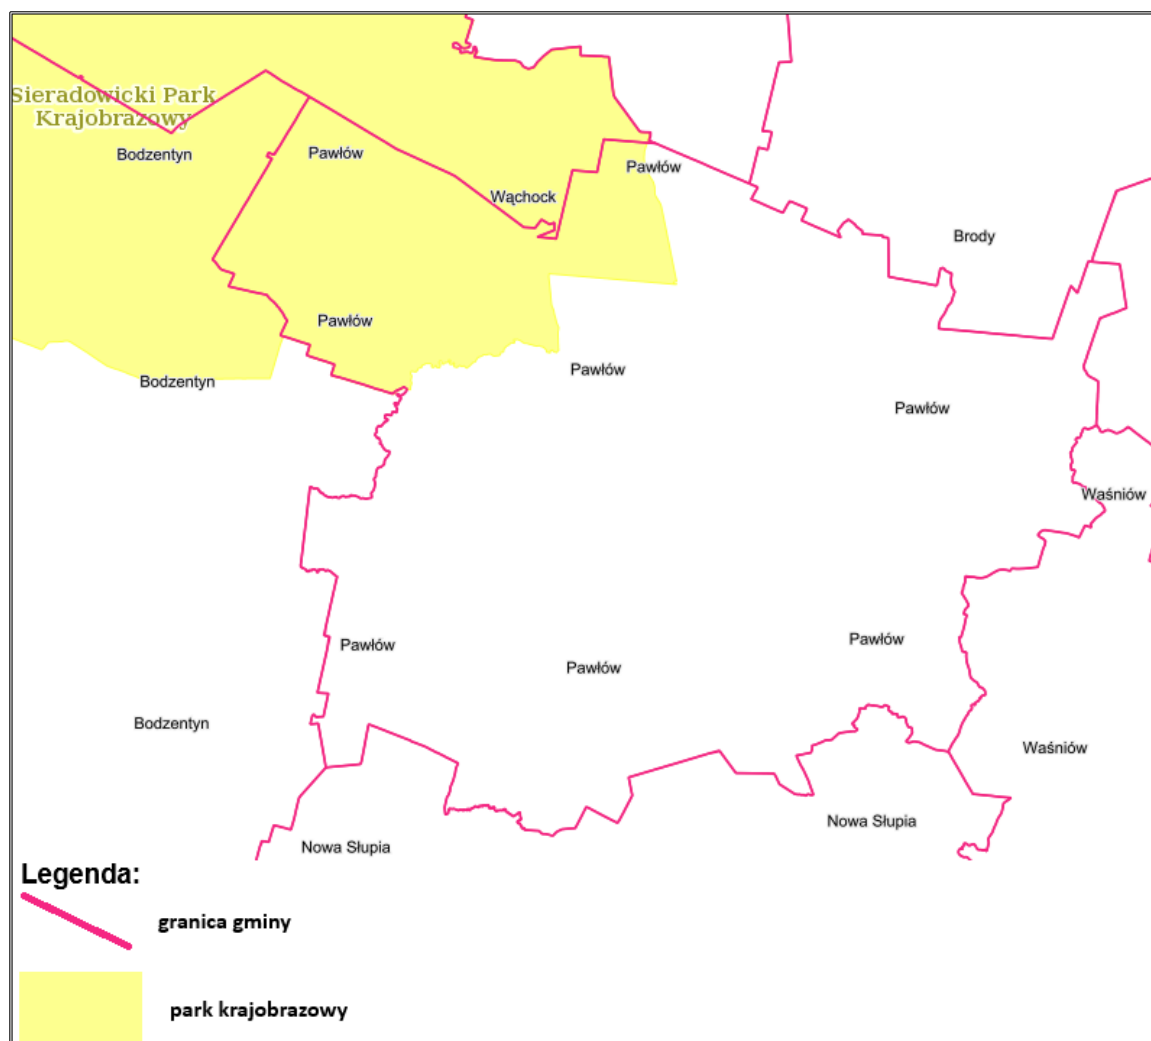 Sieradowicki Park
Krajobrazowy
Bodzentyn
Pawłów
Pawłów
Wąchock
Brody
Pawłów
Pawłów
Bodzentyn
Pawłów
Waśniów
Pawłów
Pawłów
Pawłów
Bodzentyn
Waśniów
Nowa Słupia
Nowa Słupia
Legenda:
granica gminy
park krajobrazowy